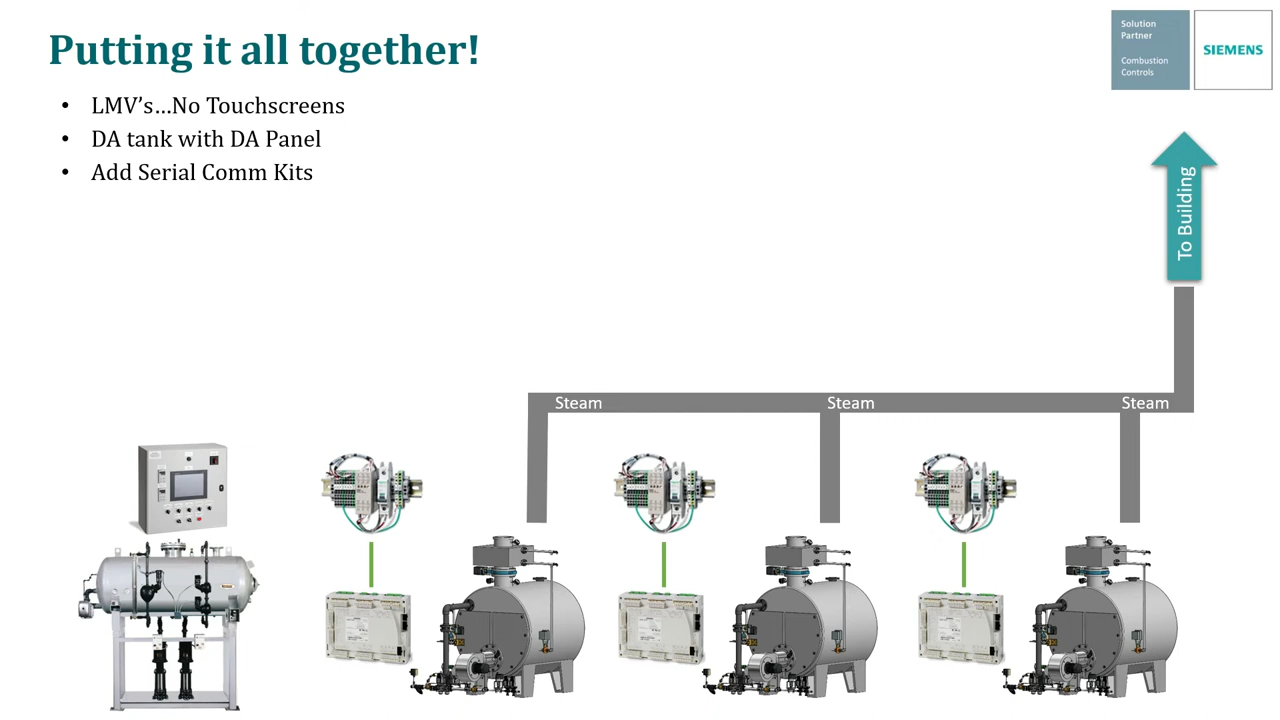 Putting it all together!
• LMV’s…No Touchscreens
• DA tank with DA Panel
• Add Serial Comm Kits
Solution
Partner
Combustion
Controls
SIEMENS
To Building
Steam
Steam
Steam